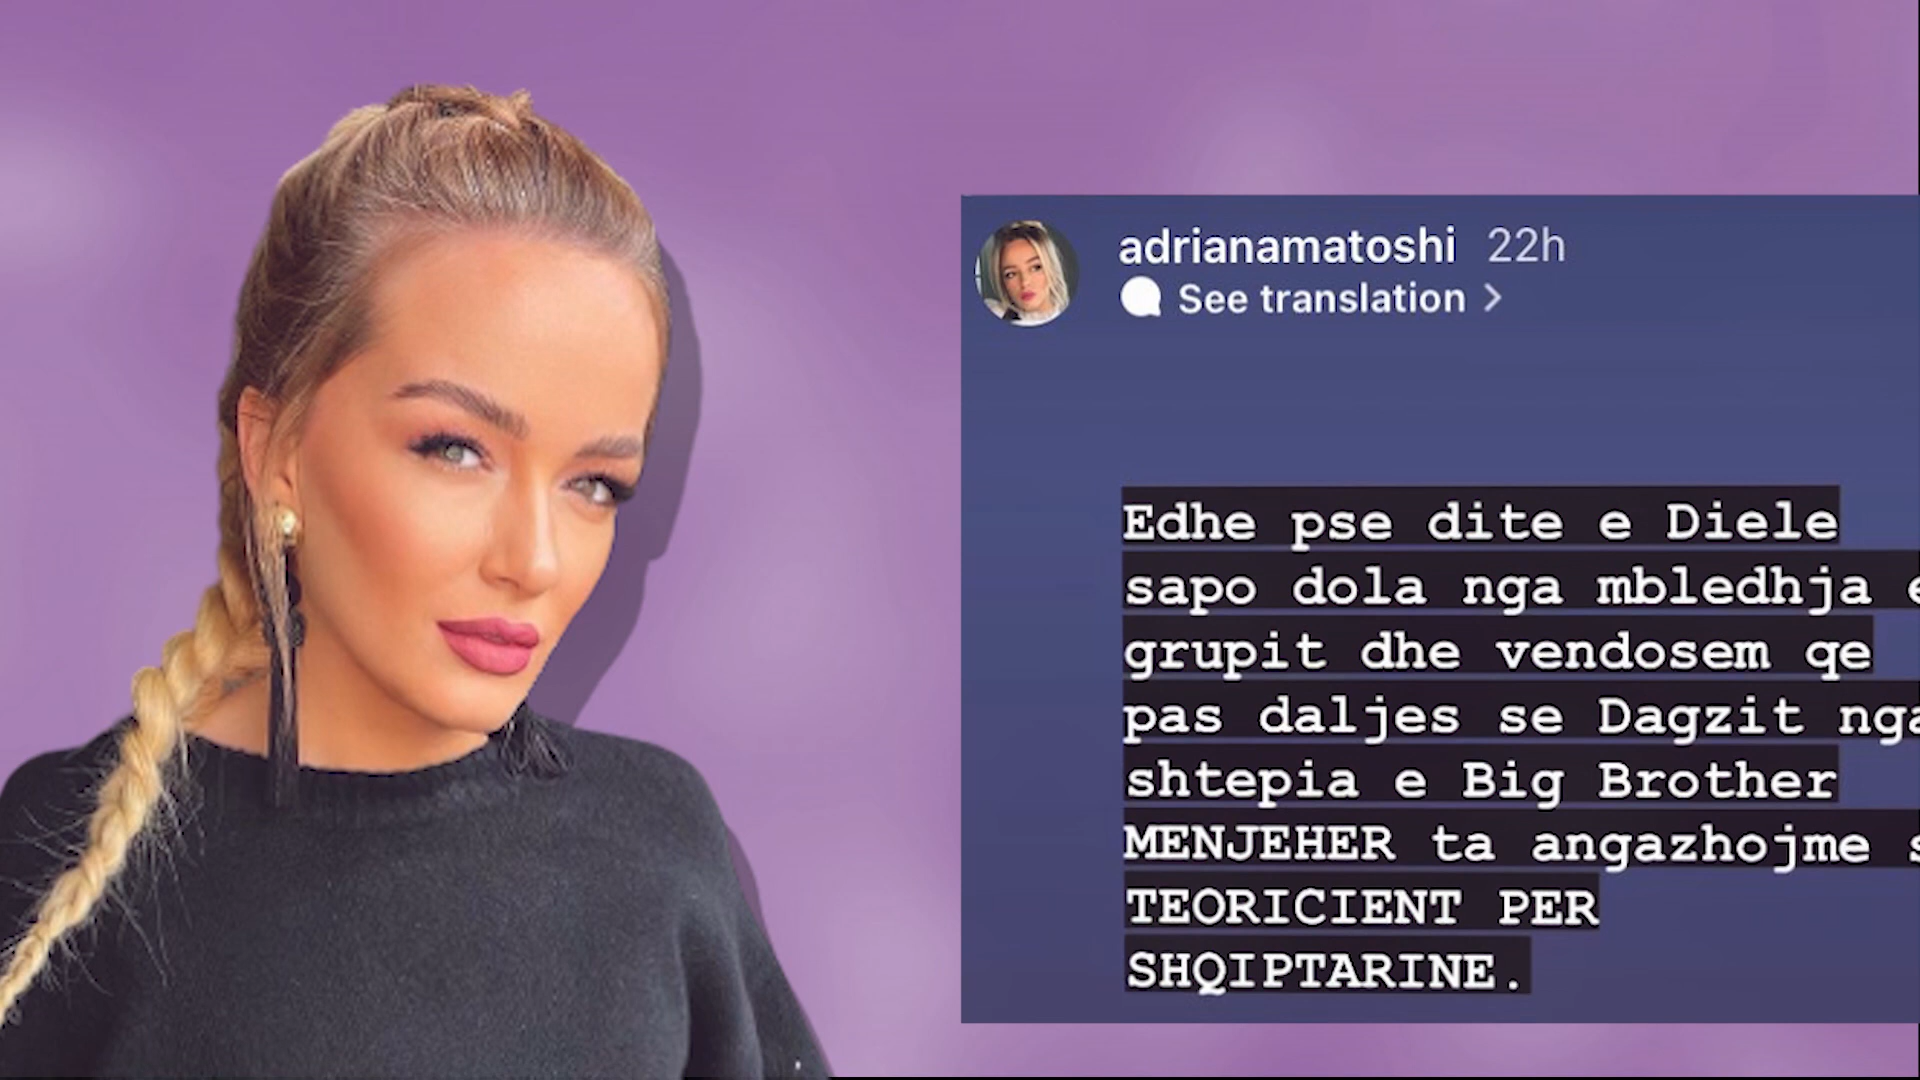 adrianamatoshi 22h
See translation >
Edhe pse dite e Diele
sapo dola nga mbledhja e
grupit dhe vendosem qe
pas daljes se Dagzit nga
shtepia e Big Brother
MENJEHER ta angazhojme
TEORICIENT PER
SHQIPTARINE.